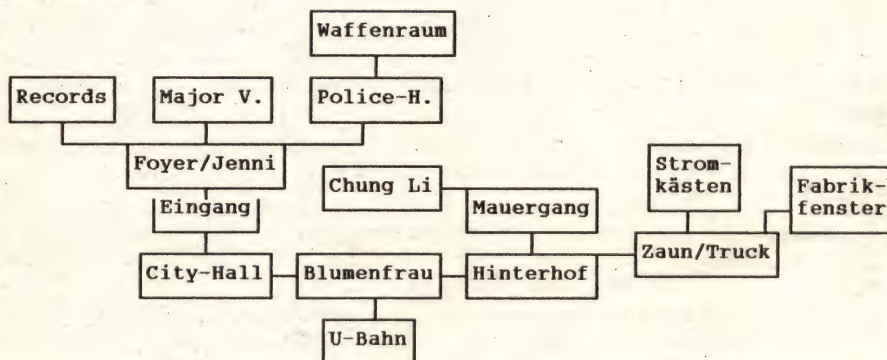 Waffenraum
Records
Major V.
Police-H.
Foyer/Jenni
Strom-
kästen
Chung Li
Fabrik-
fenster
Eingang
Mauergang
Zaun/Truck
City-Hall
Blumenfrau
Hinterhof
U-Bahn